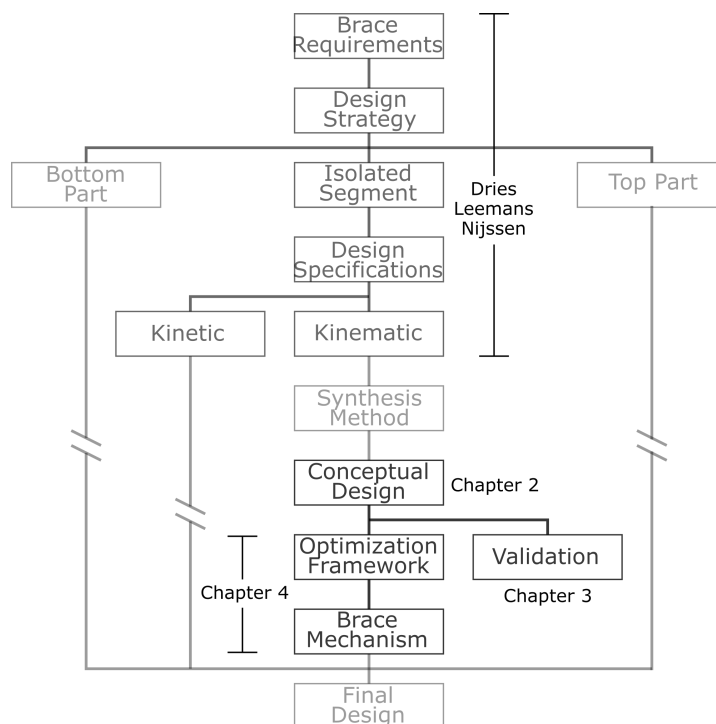 Brace
Requirements
Design
Strategy
Bottom
Part
Isolated
Segment
Top Part
Dries
Leemans
Nijssen
Design
Specifications
Kinetic
Kinematic
Synthesis
Method
Conceptual
Design
Chapter 2
Optimization
Framework
Validation
Chapter 4
Chapter 3
Brace
Mechanism
Final
Design